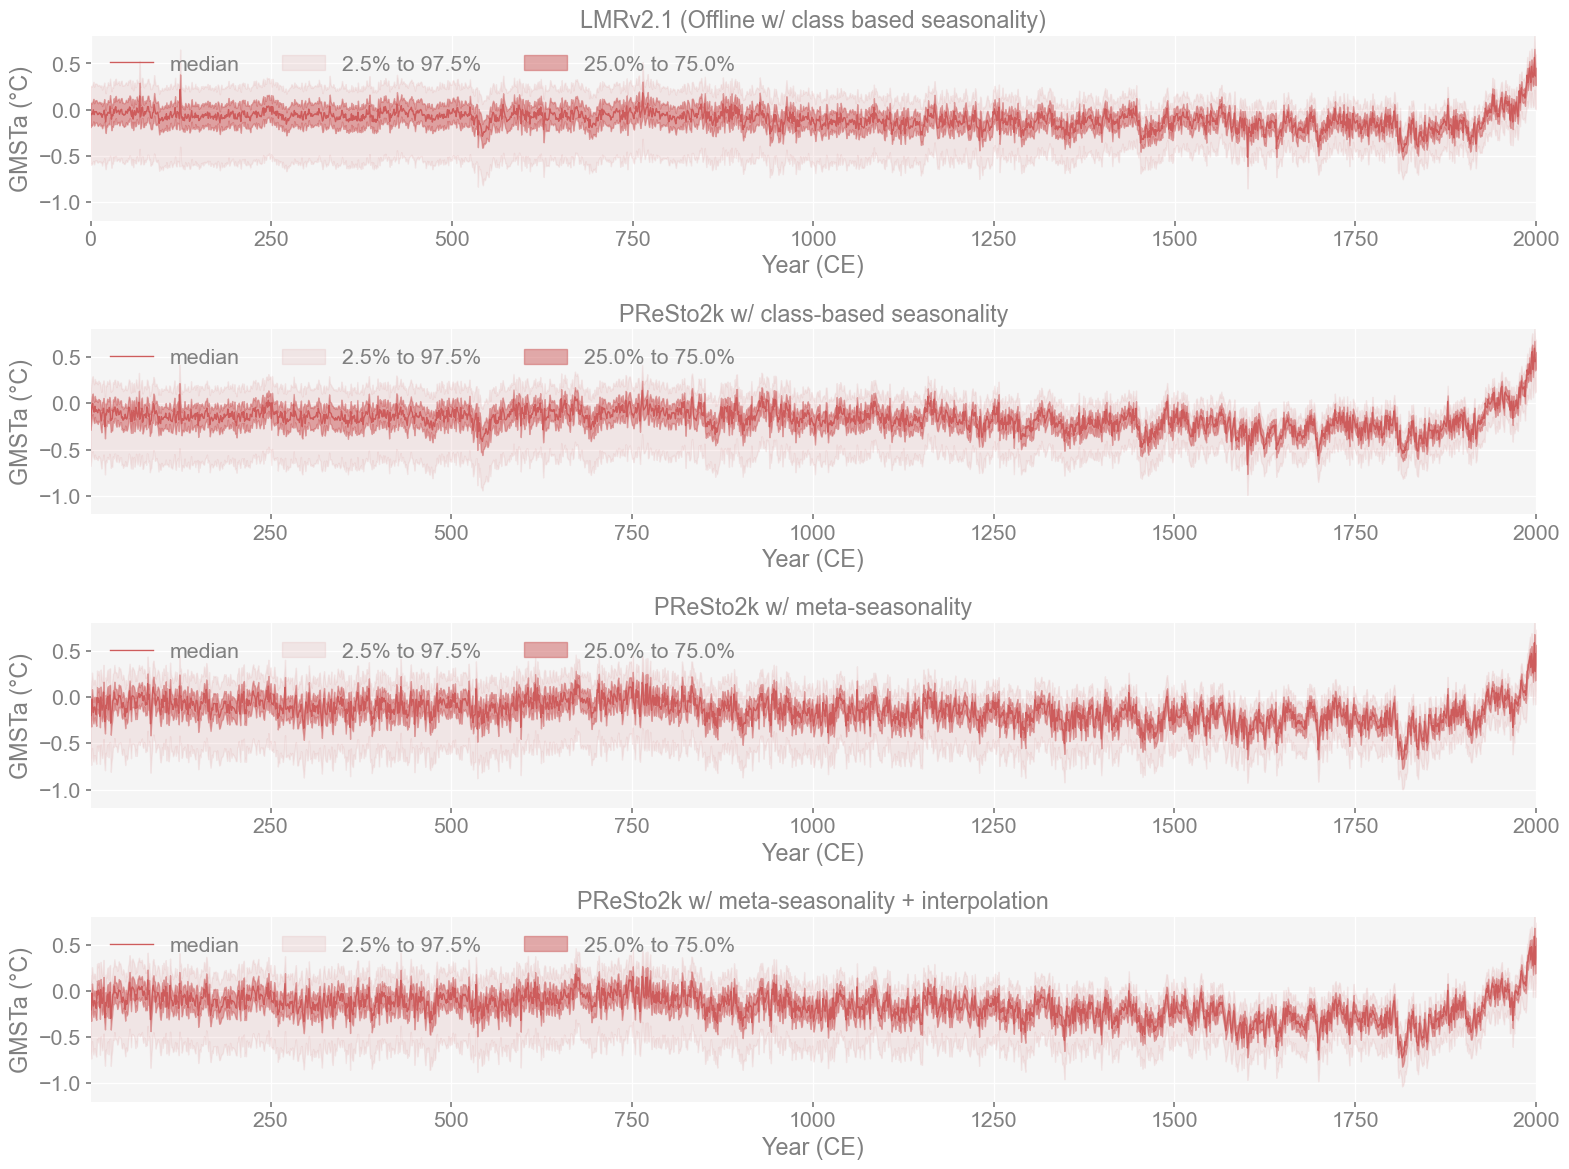 LMRv2.1 (Offline w/ class based seasonality)
median 2.5% to 97.5% 25.0% to 75.0%
0.5
0.0
−0.5
−1.0
GMSTa (°C)
0 250 500 750 1000 1250 1500 1750 2000
Year (CE)
PReSto2k w/ class-based seasonality
median 2.5% to 97.5% 25.0% to 75.0%
0.5
0.0
−0.5
−1.0
GMSTa (°C)
250 500 750 1000 1250 1500 1750 2000
Year (CE)
PReSto2k w/ meta-seasonality
median 2.5% to 97.5% 25.0% to 75.0%
0.5
0.0
−0.5
−1.0
GMSTa (°C)
250 500 750 1000 1250 1500 1750 2000
Year (CE)
PReSto2k w/ meta-seasonality + interpolation
median 2.5% to 97.5% 25.0% to 75.0%
0.5
0.0
−0.5
−1.0
GMSTa (°C)
250 500 750 1000 1250 1500 1750 2000
Year (CE)